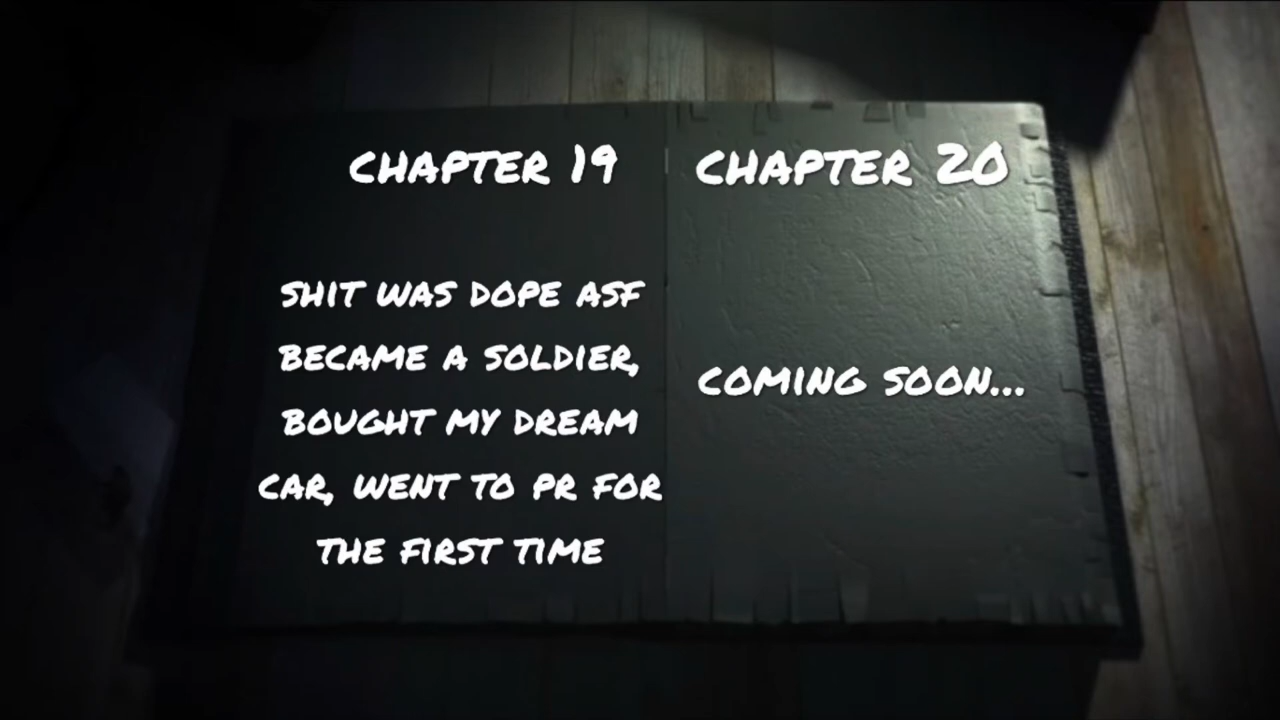 CHAPTER 19
SHIT WAS DOPE ASF
BECAME A SOLDIER,
BOUGHT MY DREAM
CAR, WENT TO PR FOR
THE FIRST TIME
CHAPTER 20
COMING SOON...